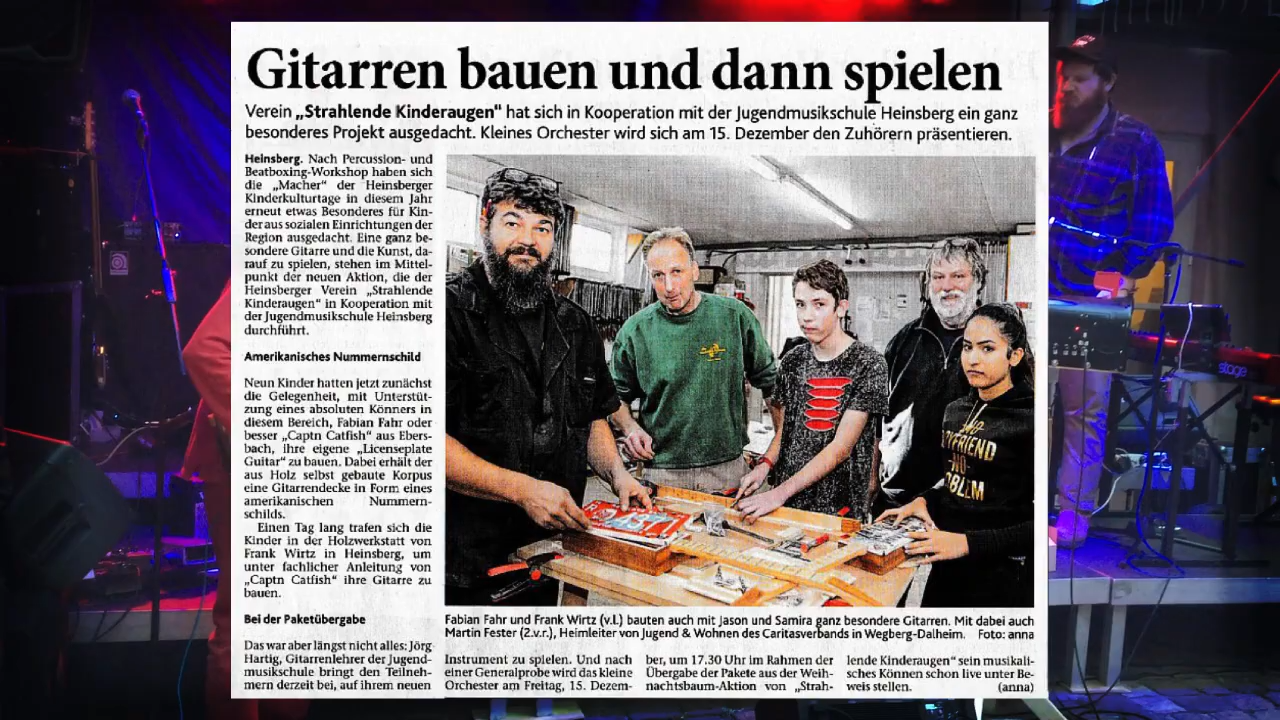 Gitarren bauen und dann spielen
Verein „Strahlende Kinderaugen“ hat sich in Kooperation mit der Jugendmusikschule Heinsberg ein ganz
besonderes Projekt ausgedacht. Kleines Orchester wird sich am 15. Dezember den Zuhörern präsentieren.
Heinsberg. Nach Percussion- und
Beatboxing-Workshop haben sich
die „Macher“ der Heinsberger
Kinderkulturtage in diesem Jahr
erneut etwas Besonderes für Kin-
der aus sozialen Einrichtungen der
Region ausgedacht. Eine ganz be-
sondere Gitarre und die Kunst, da-
rauf zu spielen, stehen im Mittel-
punkt der neuen Aktion, die der
Heinsberger Verein „Strahlende
Kinderaugen“ in Kooperation mit
der Jugendmusikschule Heinsberg
durchführt.
Amerikanisches Nummernschild
Neun Kinder hatten jetzt zunächst
die Gelegenheit, mit Unterstüt-
zung eines absoluten Könners in
diesem Bereich, Fabian Fahr oder
besser „Captn Catfish“ aus Ebers-
bach, ihre eigene „Licenseplate
Guitar“ zu bauen. Dabei erhält der
aus Holz selbst gebaute Korpus
eine Gitarrendecke in Form eines
amerikanischen Nummern-
schilds.
Einen Tag lang trafen sich die
Kinder in der Holzwerkstatt von
Frank Wirtz in Heinsberg, um
unter fachlicher Anleitung von
„Captn Catfish“ ihre Gitarre zu
bauen.
Bei der Paketübergabe
Das war aber längst nicht alles: Jörg
Hartig, Gitarrenlehrer der Jugend-
musikschule bringt den Teilneh-
mern derzeit bei, auf ihrem neuen
Fabian Fahr und Frank Wirtz (v.l.) bauten auch mit Jason und Samira ganz besondere Gitarren. Mit dabei auch
Martin Fester (2.v.r.), Heimleiter von Jugend & Wohnen des Caritasverbands in Wegberg-Dalheim. Foto: anna
Instrument zu spielen. Und nach
einer Generalprobe wird das kleine
Orchester am Freitag, 15. Dezem-
ber, um 17.30 Uhr im Rahmen der
Übergabe der Pakete aus der Weih-
nachtsbaum-Aktion von „Strah-
lende Kinderaugen“ sein musikali-
sches Können schon live unter Be-
weis stellen. (anna)
NO
PROBLEM
stage